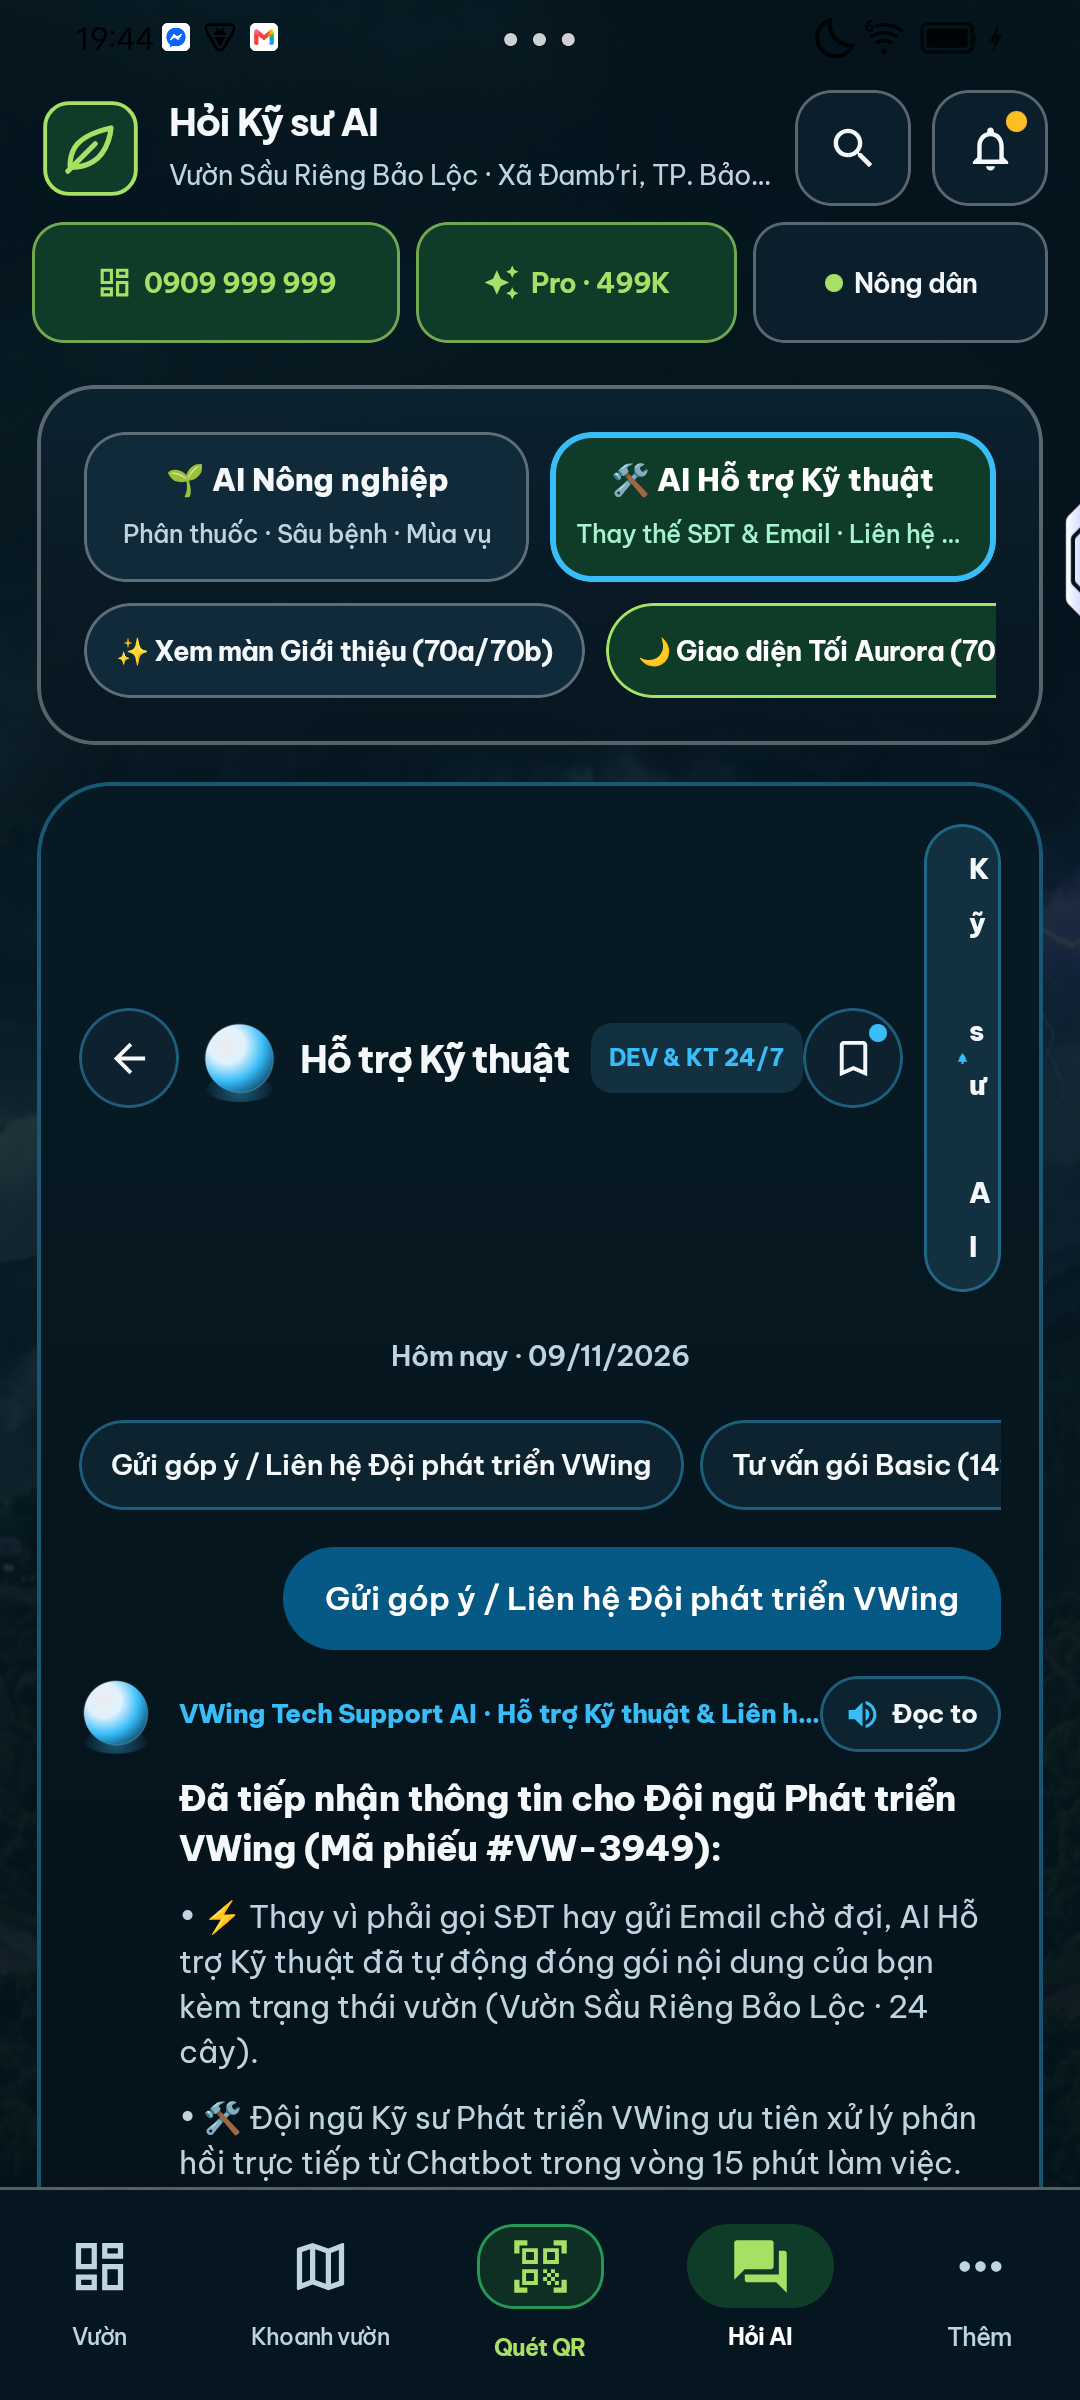 19:44
Hỏi Kỹ sư AI
Vườn Sầu Riêng Bảo Lộc · Xã Đamb'ri, TP. Bảo...
0909 999 999
Pro · 499K
Nông dân
🌱 AI Nông nghiệp
Phân thuốc · Sâu bệnh · Mùa vụ
🛠️ AI Hỗ trợ Kỹ thuật
Thay thế SĐT & Email · Liên hệ ...
✨ Xem màn Giới thiệu (70a/70b)
🌙 Giao diện Tối Aurora (70
Hỗ trợ Kỹ thuật
DEV & KT 24/7
Kỹ sư AI
Hôm nay · 09/11/2026
Gửi góp ý / Liên hệ Đội phát triển VWing
Tư vấn gói Basic (14
Gửi góp ý / Liên hệ Đội phát triển VWing
VWing Tech Support AI · Hỗ trợ Kỹ thuật & Liên h...
Đọc to
Đã tiếp nhận thông tin cho Đội ngũ Phát triển
VWing (Mã phiếu #VW-3949):
• ⚡ Thay vì phải gọi SĐT hay gửi Email chờ đợi, AI Hỗ
trợ Kỹ thuật đã tự động đóng gói nội dung của bạn
kèm trạng thái vườn (Vườn Sầu Riêng Bảo Lộc · 24
cây).
• 🛠️ Đội ngũ Kỹ sư Phát triển VWing ưu tiên xử lý phản
hồi trực tiếp từ Chatbot trong vòng 15 phút làm việc.
Vườn
Khoanh vườn
Quét QR
Hỏi AI
Thêm